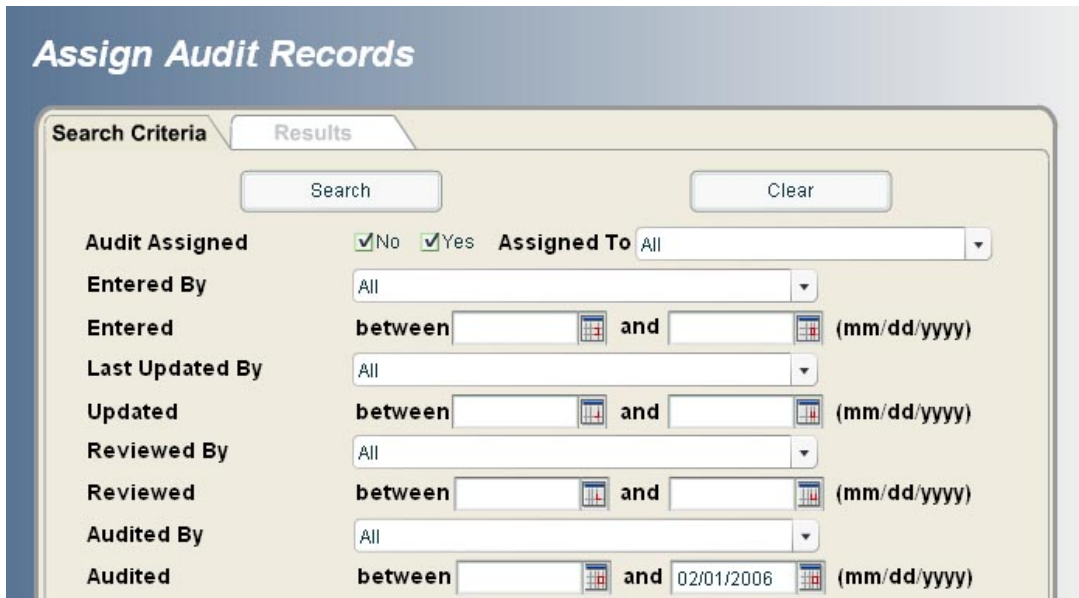 Assign Audit Records
Search Criteria Results
Search Clear
Audit Assigned No Yes Assigned To All
Entered By All
Entered between and (mm/dd/yyyy)
Last Updated By All
Updated between and (mm/dd/yyyy)
Reviewed By All
Reviewed between and (mm/dd/yyyy)
Audited By All
Audited between and 02/01/2006 (mm/dd/yyyy)